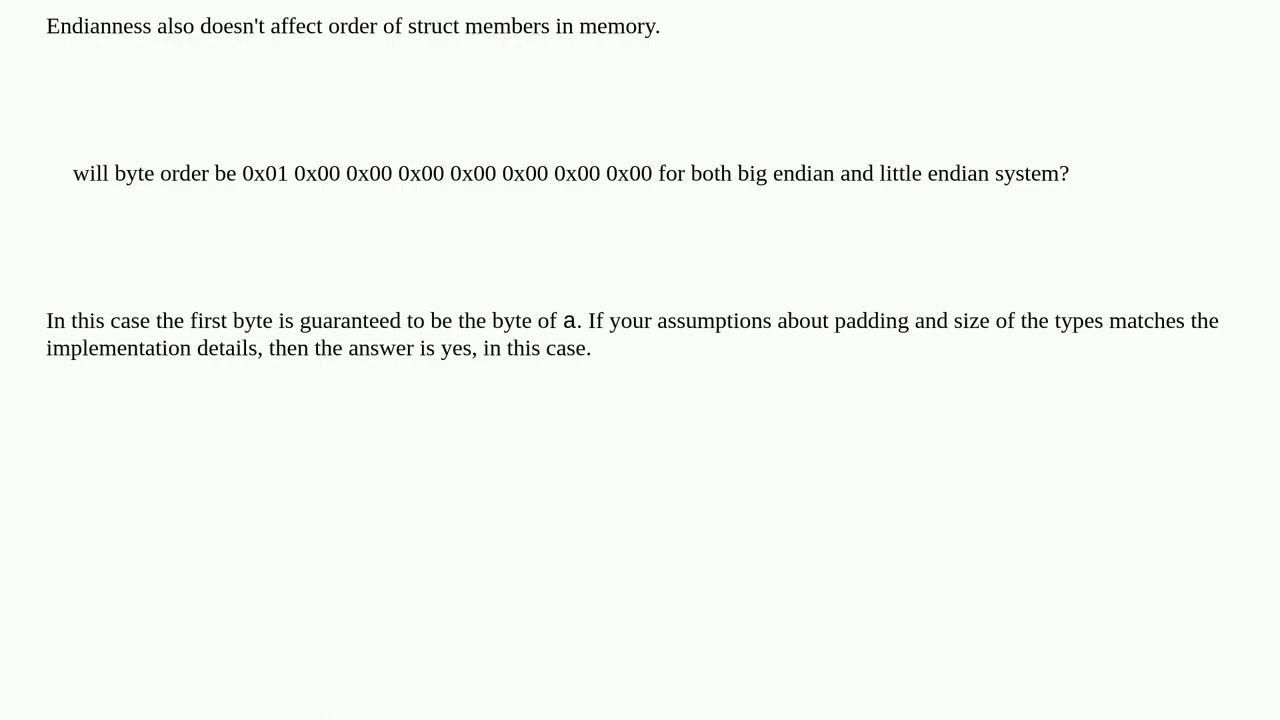 Endianness also doesn't affect order of struct members in memory.
will byte order be 0x01 0x00 0x00 0x00 0x00 0x00 0x00 0x00 for both big endian and little endian system?
In this case the first byte is guaranteed to be the byte of a. If your assumptions about padding and size of the types matches the
implementation details, then the answer is yes, in this case.